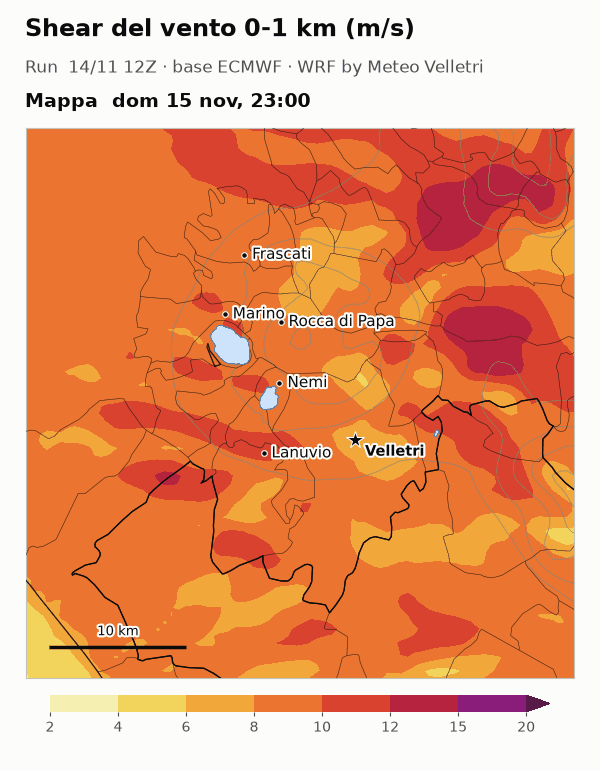 Shear del vento 0-1 km (m/s)
Run  14/11 12Z · base ECMWF · WRF by Meteo Velletri
Mappa  dom 15 nov, 23:00
Frascati
Marino
Rocca di Papa
Nemi
Velletri
Lanuvio
10 km
2 4 6 8 10 12 15 20